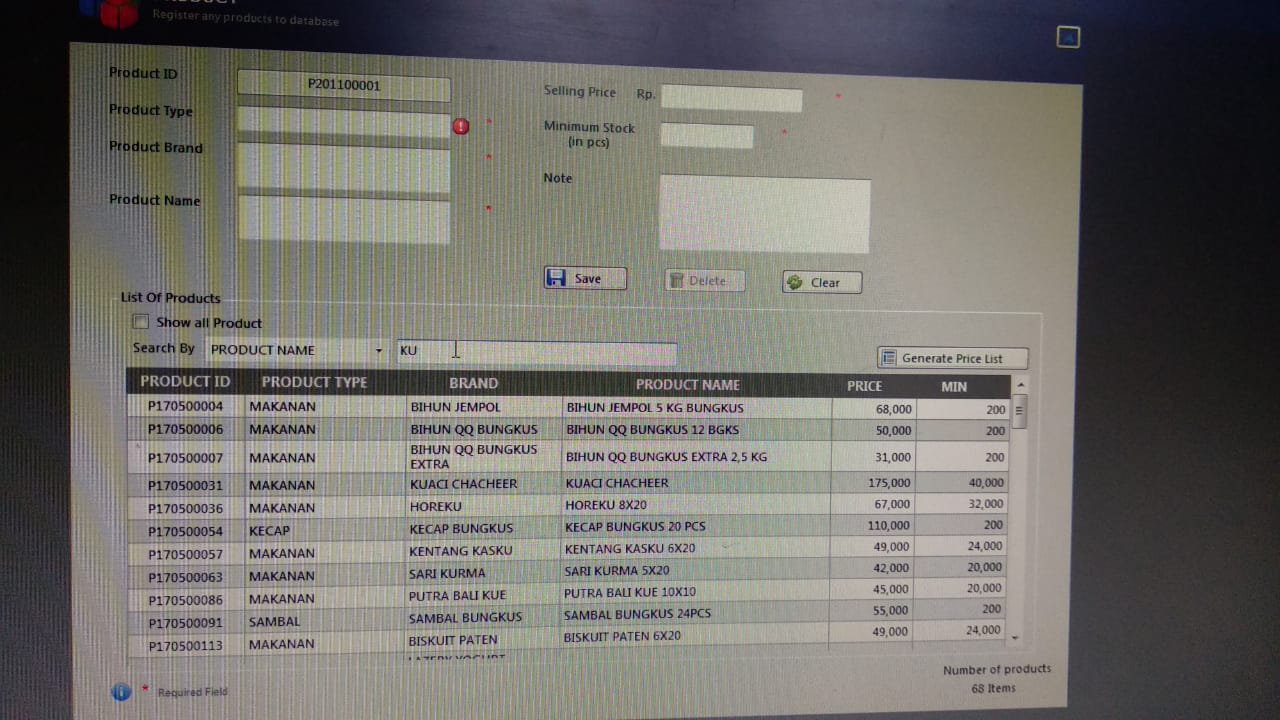 Register any products to database
Product ID P201100001
Product Type
Product Brand
Product Name
Selling Price Rp. *
Minimum Stock *
(in pcs)
Note
Save Delete Clear
List Of Products
Show all Product
Search By PRODUCT NAME KU
Generate Price List
PRODUCT ID PRODUCT TYPE BRAND PRODUCT NAME PRICE MIN
P170500004 MAKANAN BIHUN JEMPOL BIHUN JEMPOL 5 KG BUNGKUS 68,000 200
P170500006 MAKANAN BIHUN QQ BUNGKUS BIHUN QQ BUNGKUS 12 BGKS 50,000 200
P170500007 MAKANAN BIHUN QQ BUNGKUS EXTRA BIHUN QQ BUNGKUS EXTRA 2,5 KG 31,000 200
P170500031 MAKANAN KUACI CHACHEER KUACI CHACHEER 175,000 40,000
P170500036 MAKANAN HOREKU HOREKU 8X20 67,000 32,000
P170500054 KECAP KECAP BUNGKUS KECAP BUNGKUS 20 PCS 110,000 200
P170500057 MAKANAN KENTANG KASKU KENTANG KASKU 6X20 49,000 24,000
P170500063 MAKANAN SARI KURMA SARI KURMA 5X20 42,000 20,000
P170500086 MAKANAN PUTRA BALI KUE PUTRA BALI KUE 10X10 45,000 20,000
P170500091 SAMBAL SAMBAL BUNGKUS SAMBAL BUNGKUS 24PCS 55,000 200
P170500113 MAKANAN BISKUIT PATEN BISKUIT PATEN 6X20 49,000 24,000
* Required Field
Number of products
68 Items